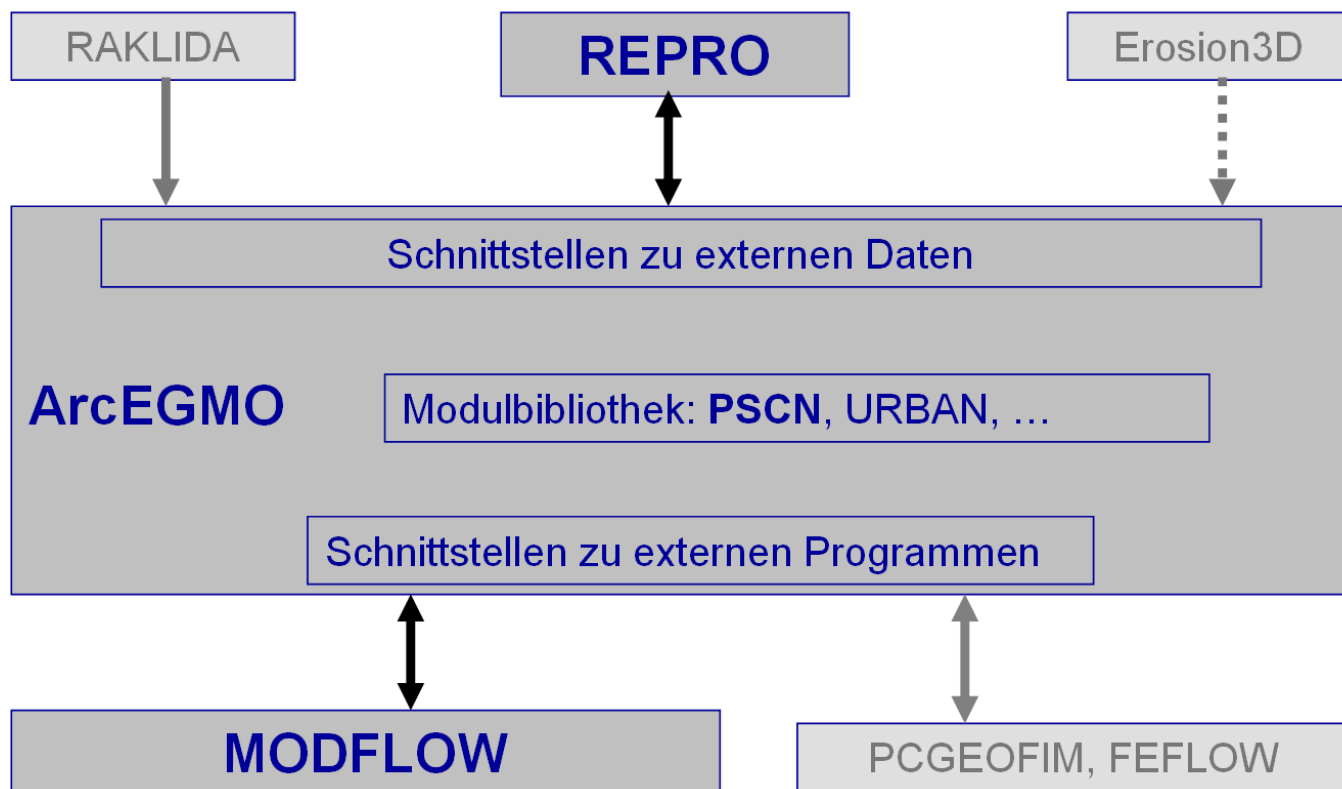 RAKLIDA
REPRO
Erosion3D
Schnittstellen zu externen Daten
ArcEGMO
Modulbibliothek: PSCN, URBAN, …
Schnittstellen zu externen Programmen
MODFLOW
PCGEOFIM, FEFLOW